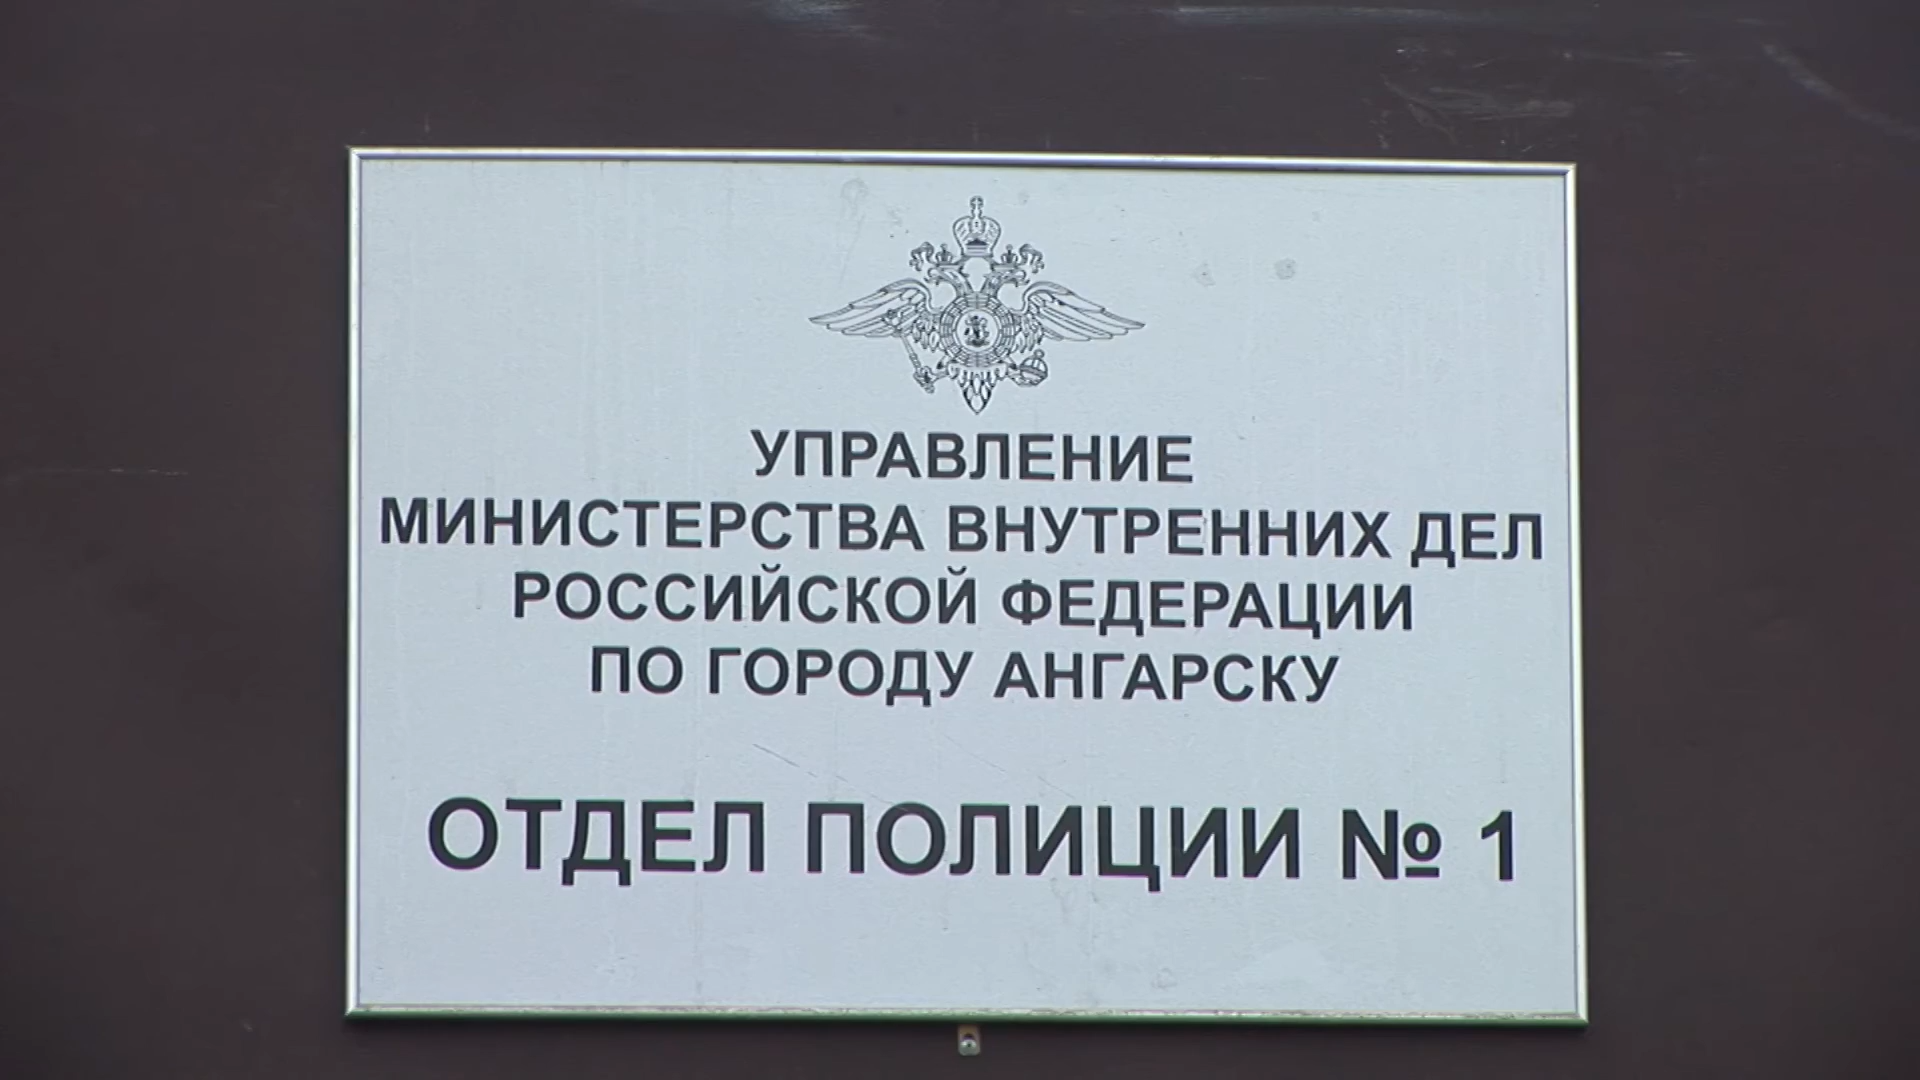 УПРАВЛЕНИЕ
МИНИСТЕРСТВА ВНУТРЕННИХ ДЕЛ
РОССИЙСКОЙ ФЕДЕРАЦИИ
ПО ГОРОДУ АНГАРСКУ
ОТДЕЛ ПОЛИЦИИ № 1